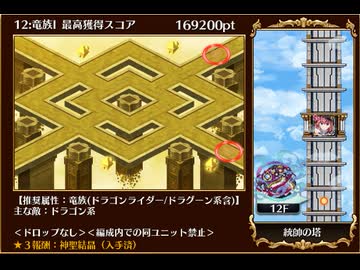 12:竜族Ⅰ 最高獲得スコア 169200pt
【推奨属性：竜族(ドラゴンライダー/ドラグーン系含)】
主な敵：ドラゴン系
＜ドロップなし＞＜編成内での同ユニット禁止＞
★３報酬：神聖結晶（入手済）
12F
統帥の塔